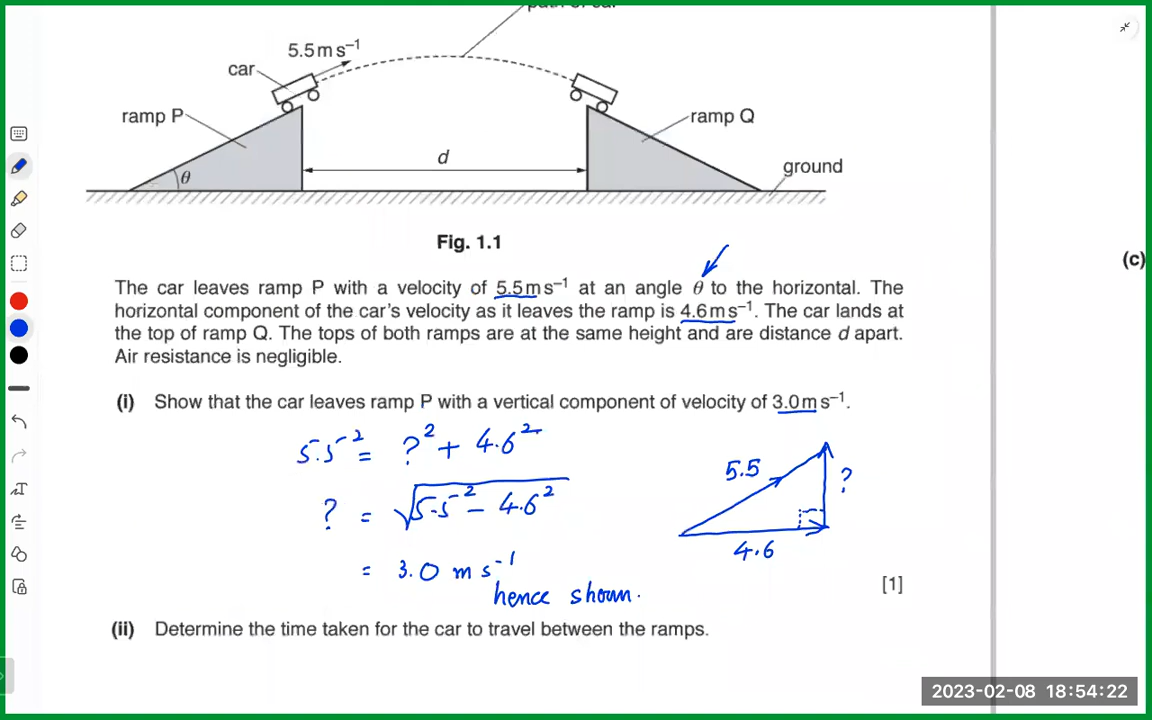 5.5 m s⁻¹
car
ramp P
ramp Q
d
θ
ground
Fig. 1.1
(c)
The car leaves ramp P with a velocity of 5.5 m s⁻¹ at an angle θ to the horizontal. The
horizontal component of the car's velocity as it leaves the ramp is 4.6 m s⁻¹. The car lands at
the top of ramp Q. The tops of both ramps are at the same height and are distance d apart.
Air resistance is negligible.
(i) Show that the car leaves ramp P with a vertical component of velocity of 3.0 m s⁻¹.
5.5² = ?² + 4.6²
5.5
?
? = √5.5² − 4.6²
4.6
= 3.0 m s⁻¹
hence shown.
[1]
(ii) Determine the time taken for the car to travel between the ramps.
2023-02-08 18:54:22